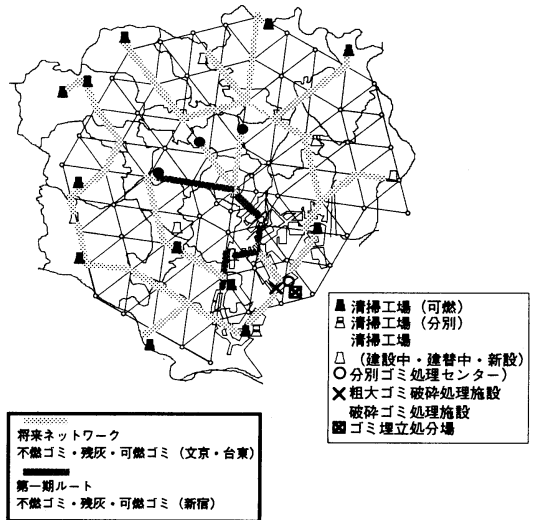 清掃工場（可燃）
清掃工場（分別）
清掃工場
（建設中・建替中・新設）
分別ゴミ処理センター）
粗大ゴミ破砕処理施設
破砕ゴミ処理施設
ゴミ埋立処分場
将来ネットワーク
不燃ゴミ・残灰・可燃ゴミ（文京・台東）
第一期ルート
不燃ゴミ・残灰・可燃ゴミ（新宿）